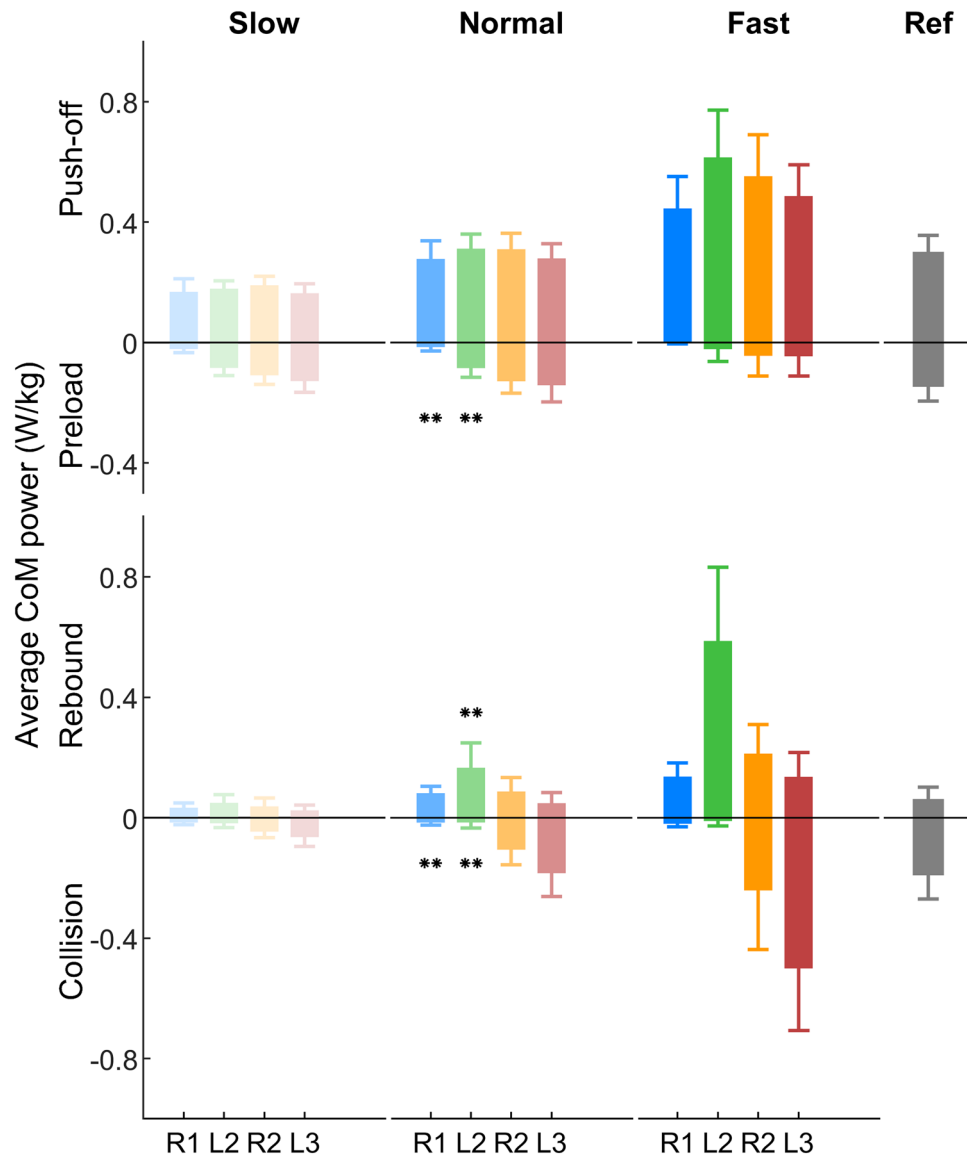 Slow Normal Fast Ref
Average CoM power (W/kg)
Push-off
Preload
0.8
0.4
0
-0.4
** **
Rebound
Collision
0.8
0.4
0
-0.4
-0.8
**
** **
R1 L2 R2 L3 R1 L2 R2 L3 R1 L2 R2 L3